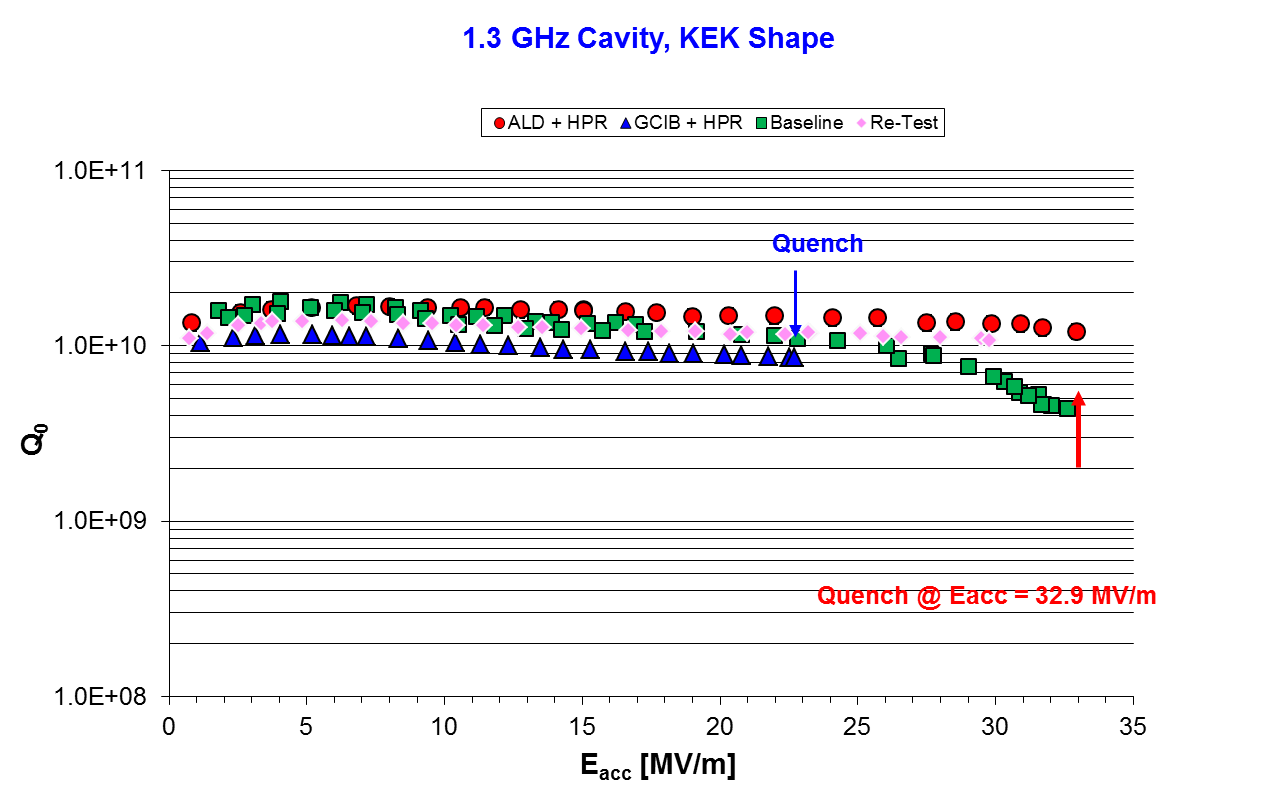 1.3 GHz Cavity, KEK Shape
ALD + HPR GCIB + HPR Baseline Re-Test
1.0E+11
Quench
1.0E+10
Q0
1.0E+09
Quench @ Eacc = 32.9 MV/m
1.0E+08
0 5 10 15 20 25 30 35
Eacc [MV/m]